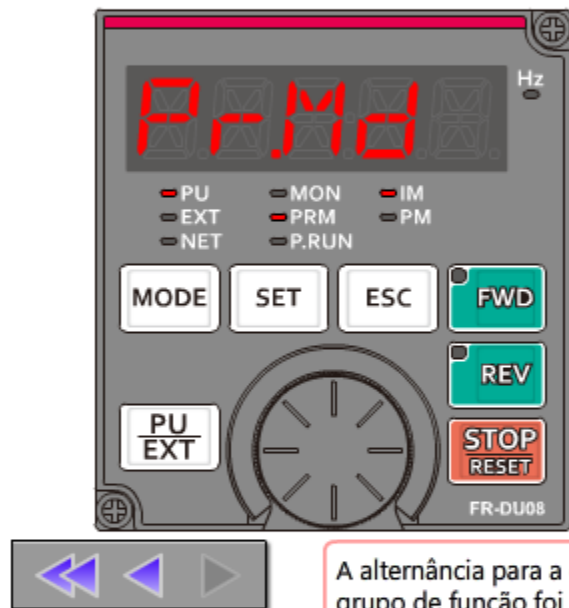 Hz
Pr.Md
PU MON IM
EXT PRM PM
NET P.RUN
MODE SET ESC FWD
REV
PU
EXT
STOP
RESET
FR-DU08
A alternância para a
grupo de função foi